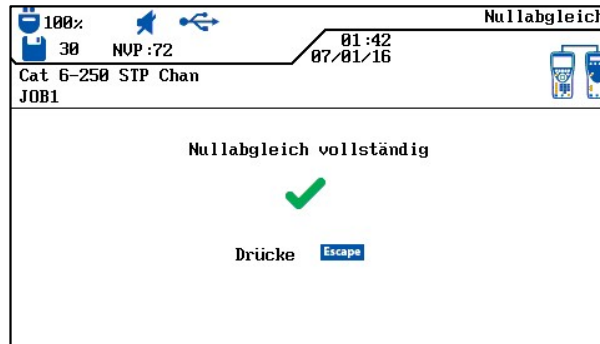 100% Nullabgleich
30 NVP:72 01:42
07/01/16
Cat 6-250 STP Chan
JOB1
Nullabgleich vollständig
Drücke Escape